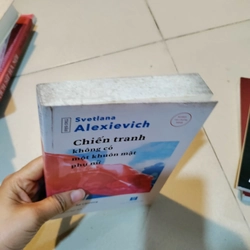 Svetlana
Alexievich
Chiến tranh
không có
một khuôn mặt
phụ nữ